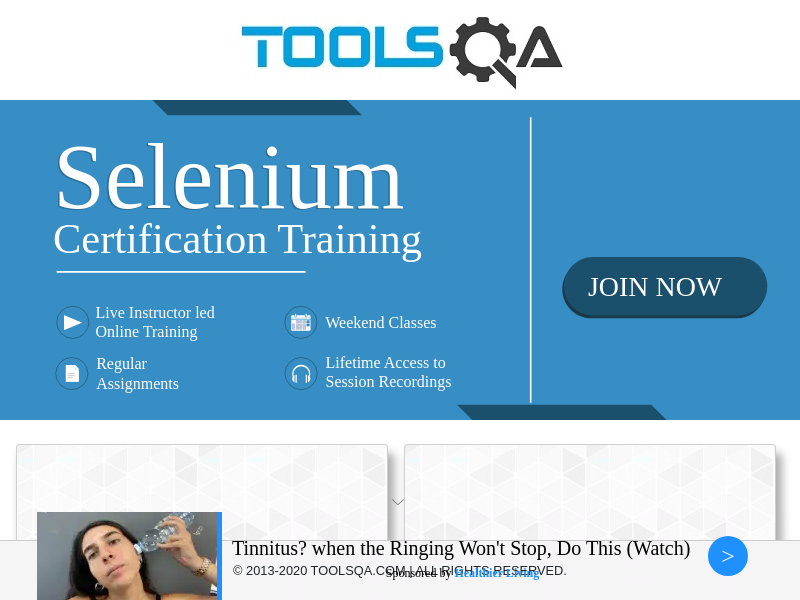 TOOLSQA
Selenium
Certification Training
JOIN NOW
Live Instructor led
Online Training
Weekend Classes
Regular
Assignments
Lifetime Access to
Session Recordings
Tinnitus? when the Ringing Won't Stop, Do This (Watch)
>
© 2013-2020 TOOLSQA.COM | ALL RIGHTS RESERVED.
Sponsored by Healthier Living